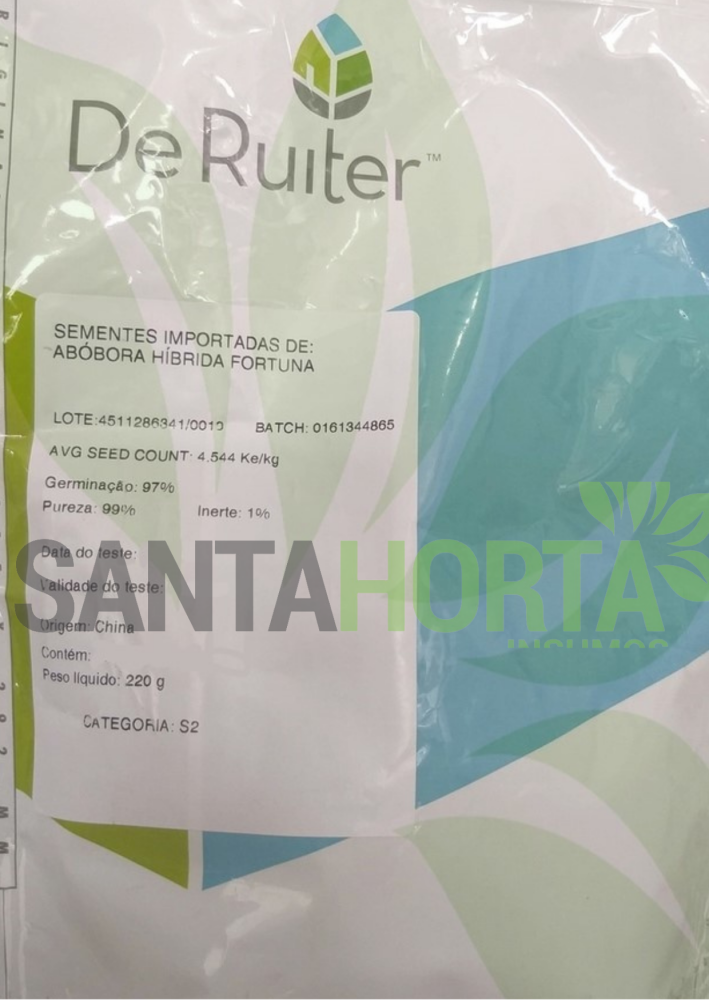 De Ruiter™
SEMENTES IMPORTADAS DE:
ABÓBORA HÍBRIDA FORTUNA
LOTE:4511286341/0010 BATCH: 0161344865
AVG SEED COUNT: 4.544 Ke/kg
Germinação: 97%
Pureza: 99% Inerte: 1%
Data do teste:
Validade do teste:
SANTAHORTA
Origem: China
INSUMOS
Contém:
Peso líquido: 220 g
CATEGORIA: S2